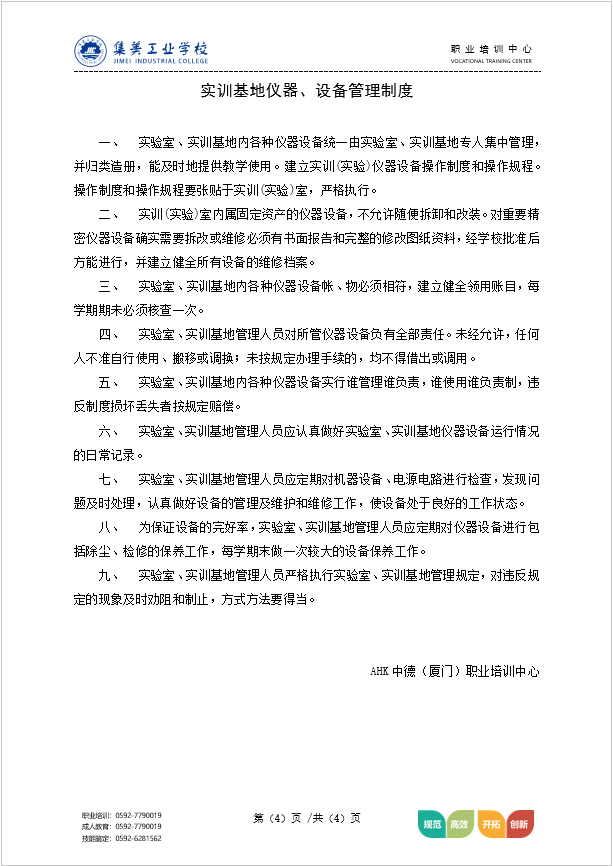 集美工业学校
JIMEI INDUSTRIAL COLLEGE
职业培训中心
VOCATIONAL TRAINING CENTER
实训基地仪器、设备管理制度
一、 实验室、实训基地内各种仪器设备统一由实验室、实训基地专人集中管理，
并归类造册，能及时地提供教学使用。建立实训(实验)仪器设备操作制度和操作规程。
操作制度和操作规程要张贴于实训(实验)室，严格执行。
二、 实训(实验)室内属固定资产的仪器设备，不允许随便拆卸和改装。对重要精
密仪器设备确实需要拆改或维修必须有书面报告和完整的修改图纸资料，经学校批准后
方能进行，并建立健全所有设备的维修档案。
三、 实验室、实训基地内各种仪器设备帐、物必须相符，建立健全领用账目，每
学期期未必须核查一次。
四、 实验室、实训基地管理人员对所管仪器设备负有全部责任。未经允许，任何
人不准自行使用、搬移或调换；未按规定办理手续的，均不得借出或调用。
五、 实验室、实训基地内各种仪器设备实行谁管理谁负责，谁使用谁负责制，违
反制度损坏丢失者按规定赔偿。
六、 实验室、实训基地管理人员应认真做好实验室、实训基地仪器设备运行情况
的日常记录。
七、 实验室、实训基地管理人员应定期对机器设备、电源电路进行检查，发现问
题及时处理，认真做好设备的管理及维护和维修工作，使设备处于良好的工作状态。
八、 为保证设备的完好率，实验室、实训基地管理人员应定期对仪器设备进行包
括除尘、检修的保养工作，每学期末做一次较大的设备保养工作。
九、 实验室、实训基地管理人员严格执行实验室、实训基地管理规定，对违反规
定的现象及时劝阻和制止，方式方法要得当。
AHK中德（厦门）职业培训中心
职业培训：0592-7790019
成人教育：0592-7790019
技能鉴定：0592-6281562
第（4）页 /共（4）页
规范 高效 开拓 创新